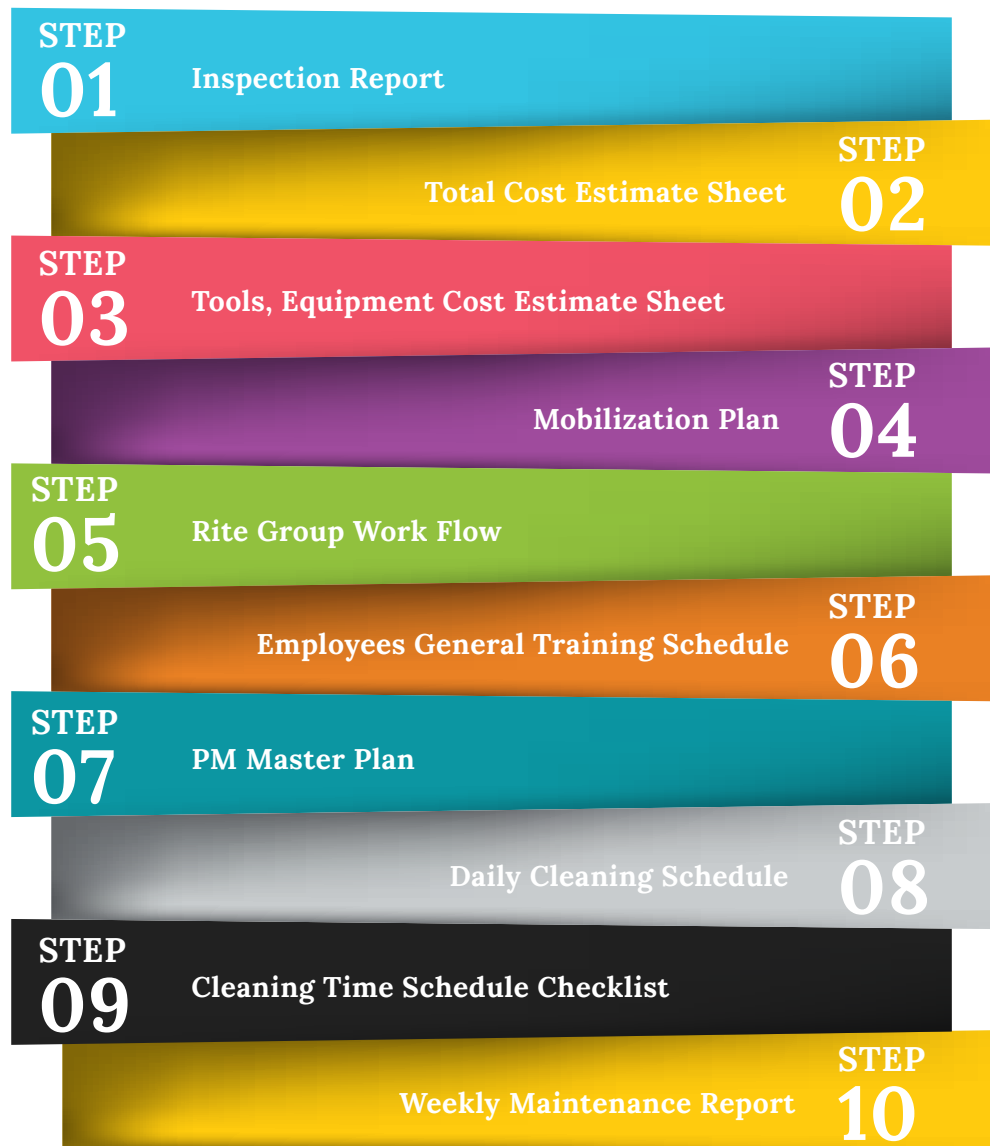 STEP
01
Inspection Report
STEP
02
Total Cost Estimate Sheet
STEP
03
Tools, Equipment Cost Estimate Sheet
STEP
04
Mobilization Plan
STEP
05
Rite Group Work Flow
STEP
06
Employees General Training Schedule
STEP
07
PM Master Plan
STEP
08
Daily Cleaning Schedule
STEP
09
Cleaning Time Schedule Checklist
STEP
10
Weekly Maintenance Report